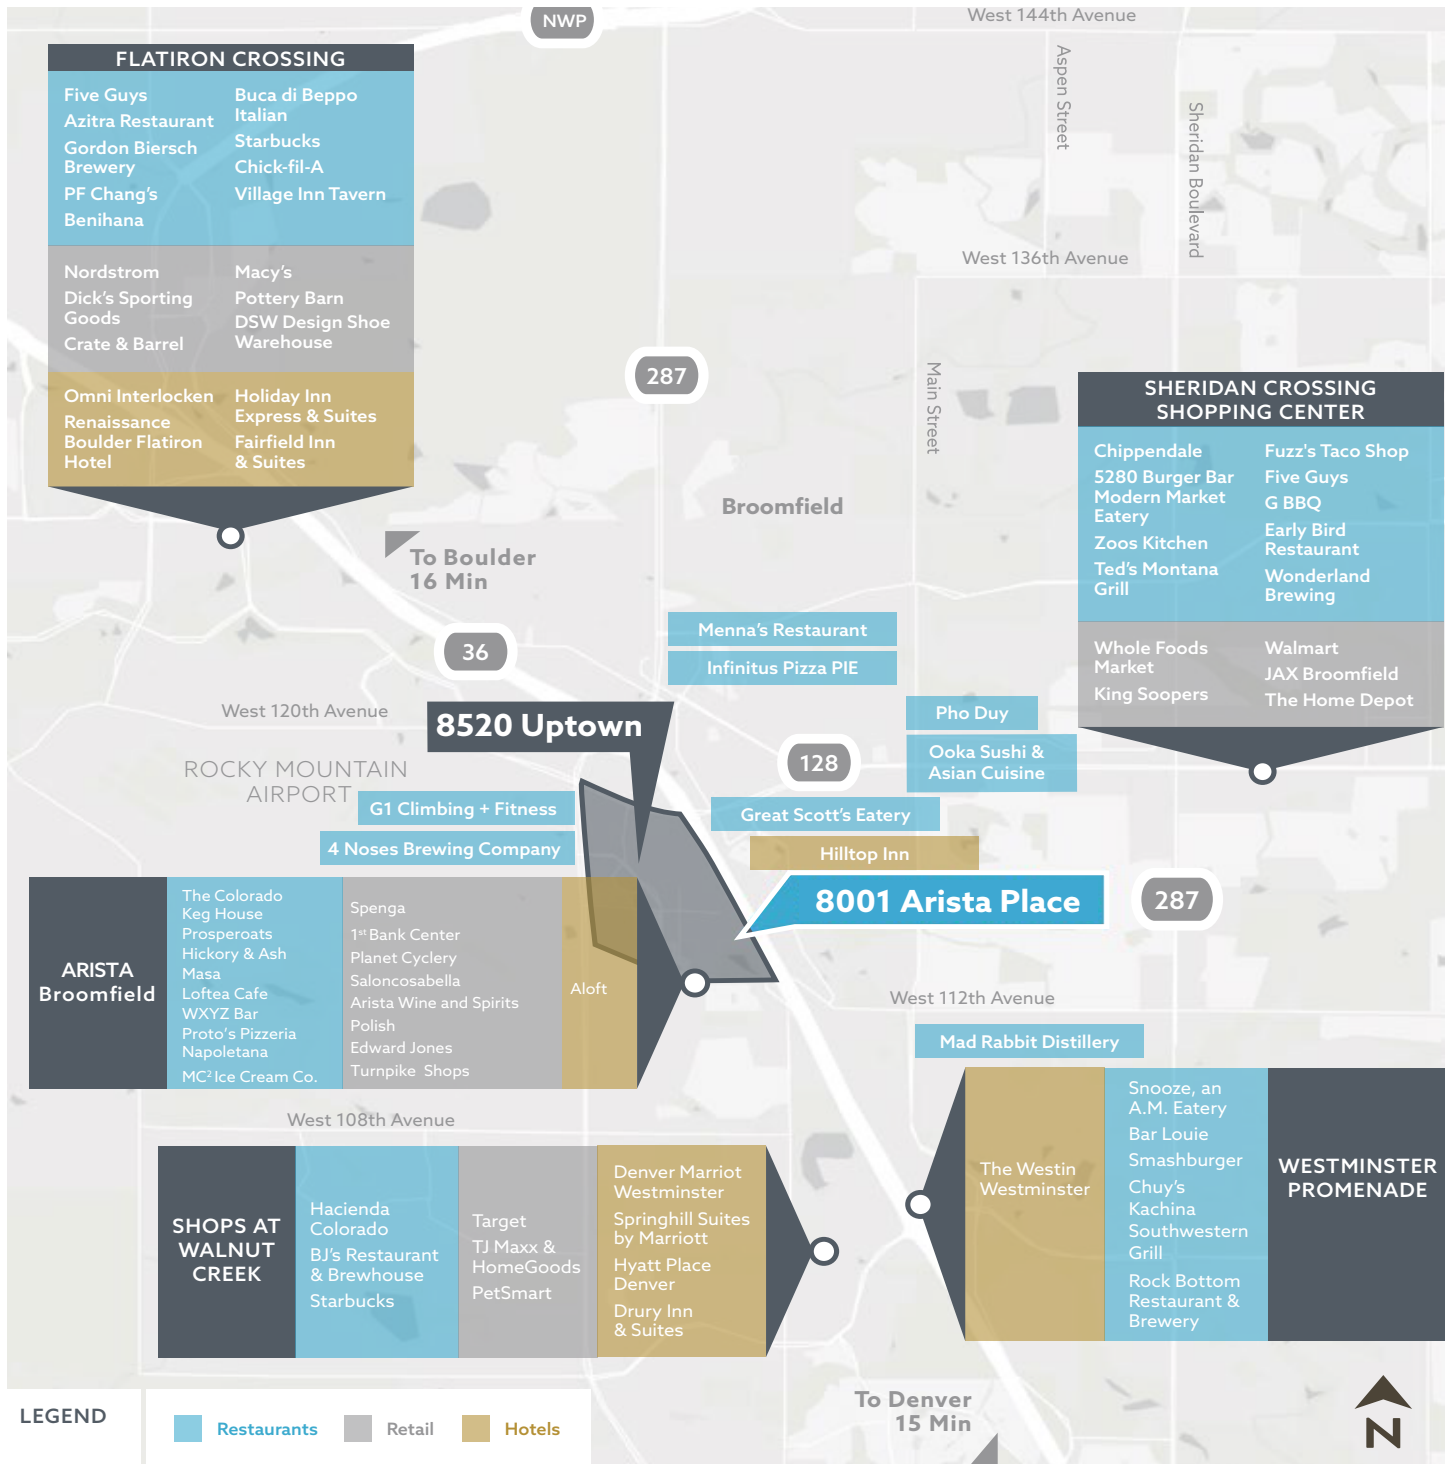 NWP
West 144th Avenue
Aspen Street
Sheridan Boulevard
FLATIRON CROSSING
Five Guys
Azitra Restaurant
Gordon Biersch
Brewery
PF Chang's
Benihana
Buca di Beppo
Italian
Starbucks
Chick-fil-A
Village Inn Tavern
Nordstrom
Dick's Sporting
Goods
Crate & Barrel
Macy's
Pottery Barn
DSW Design Shoe
Warehouse
Omni Interlocken
Renaissance
Boulder Flatiron
Hotel
Holiday Inn
Express & Suites
Fairfield Inn
& Suites
West 136th Avenue
287
Main Street
SHERIDAN CROSSING
SHOPPING CENTER
Chippendale
5280 Burger Bar
Modern Market
Eatery
Zoos Kitchen
Ted's Montana
Grill
Fuzz's Taco Shop
Five Guys
G BBQ
Early Bird
Restaurant
Wonderland
Brewing
Whole Foods
Market
King Soopers
Walmart
JAX Broomfield
The Home Depot
Broomfield
To Boulder
16 Min
36
Menna's Restaurant
Infinitus Pizza PIE
West 120th Avenue
8520 Uptown
Pho Duy
Ooka Sushi &
Asian Cuisine
128
ROCKY MOUNTAIN
AIRPORT
G1 Climbing + Fitness
4 Noses Brewing Company
Great Scott's Eatery
Hilltop Inn
8001 Arista Place
287
ARISTA
Broomfield
The Colorado
Keg House
Prosperoats
Hickory & Ash
Masa
Loftea Cafe
WXYZ Bar
Proto's Pizzeria
Napoletana
MC² Ice Cream Co.
Spenga
1st Bank Center
Planet Cyclery
Saloncosabella
Arista Wine and Spirits
Polish
Edward Jones
Turnpike Shops
Aloft
West 112th Avenue
Mad Rabbit Distillery
West 108th Avenue
SHOPS AT
WALNUT
CREEK
Hacienda
Colorado
BJ's Restaurant
& Brewhouse
Starbucks
Target
TJ Maxx &
HomeGoods
PetSmart
Denver Marriot
Westminster
Springhill Suites
by Marriott
Hyatt Place
Denver
Drury Inn
& Suites
The Westin
Westminster
Snooze, an
A.M. Eatery
Bar Louie
Smashburger
Chuy's
Kachina
Southwestern
Grill
Rock Bottom
Restaurant &
Brewery
WESTMINSTER
PROMENADE
To Denver
15 Min
N
LEGEND
Restaurants
Retail
Hotels